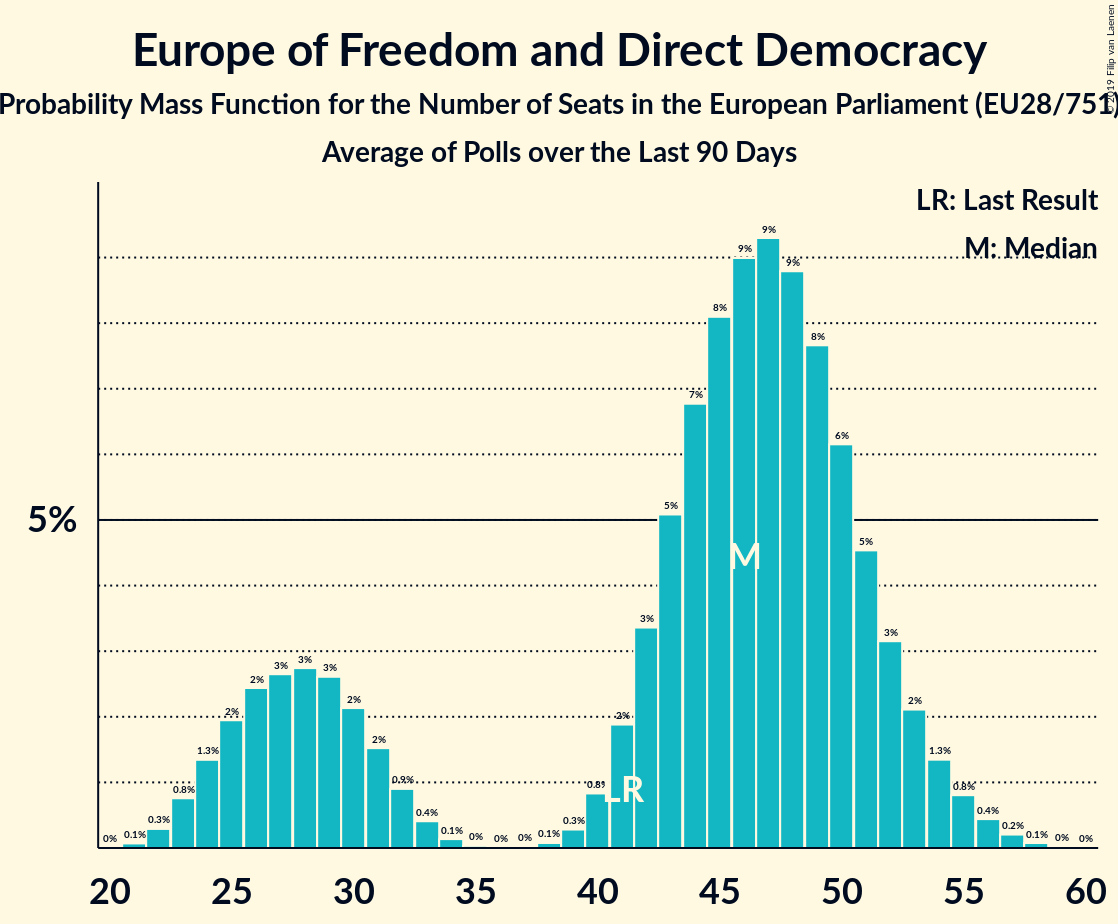 Europe of Freedom and Direct Democracy
Probability Mass Function for the Number of Seats in the European Parliament (EU28/751)
Average of Polls over the Last 90 Days
© 2019 Filip van Laenen
LR: Last Result
M: Median
5%
0% 0.1% 0.3% 0.8% 1.3% 2% 2% 3% 3% 3% 2% 2% 0.9% 0.4% 0.1% 0% 0% 0% 0.1% 0.3% 0.8% 2% 3% 5% 7% 8% 9% 9% 9% 8% 6% 5% 3% 2% 1.3% 0.8% 0.4% 0.2% 0.1% 0% 0%
M
LR
20 25 30 35 40 45 50 55 60